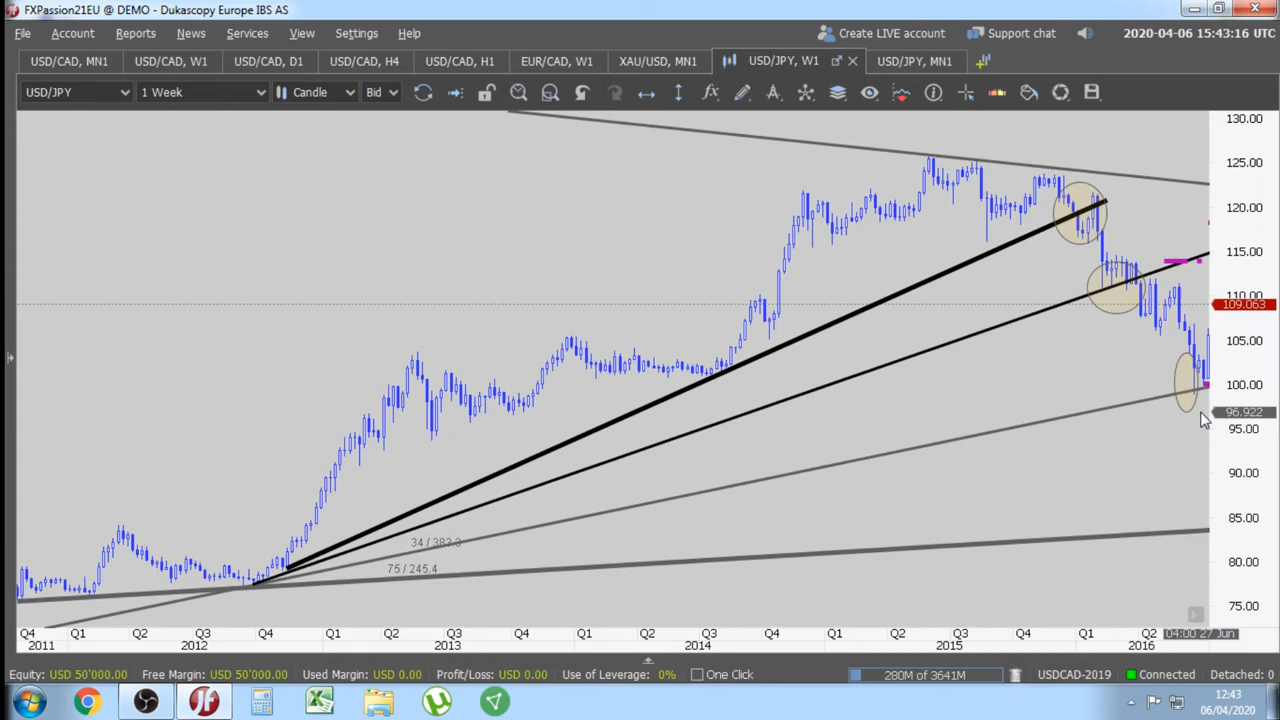 FXPassion21EU @ DEMO - Dukascopy Europe IBS AS
File Account Reports News Services View Settings Help Create LIVE account Support chat 2020-04-06 15:43:16 UTC
USD/CAD, MN1 USD/CAD, W1 USD/CAD, D1 USD/CAD, H4 USD/CAD, H1 EUR/CAD, W1 XAU/USD, MN1 USD/JPY, W1 USD/JPY, MN1
USD/JPY 1 Week Candle Bid
130.00
125.00
120.00
115.00
110.00
109.063
105.00
100.00
96.922
95.00
90.00
85.00
34 / 382.3
80.00
75 / 245.4
75.00
Q4 Q1 Q2 Q3 Q4 Q1 Q2 Q3 Q4 Q1 Q2 Q3 Q4 Q1 Q2 Q3 Q4 Q1 Q2 04:00 27 Jun
2011 2012 2013 2014 2015 2016
Equity: USD 50'000.00 Free Margin: USD 50'000.00 Used Margin: USD 0.00 Profit/Loss: USD 0.00 Use of Leverage: 0% One Click 280M of 3641M USDCAD-2019 Connected Detached: 0
12:43
06/04/2020